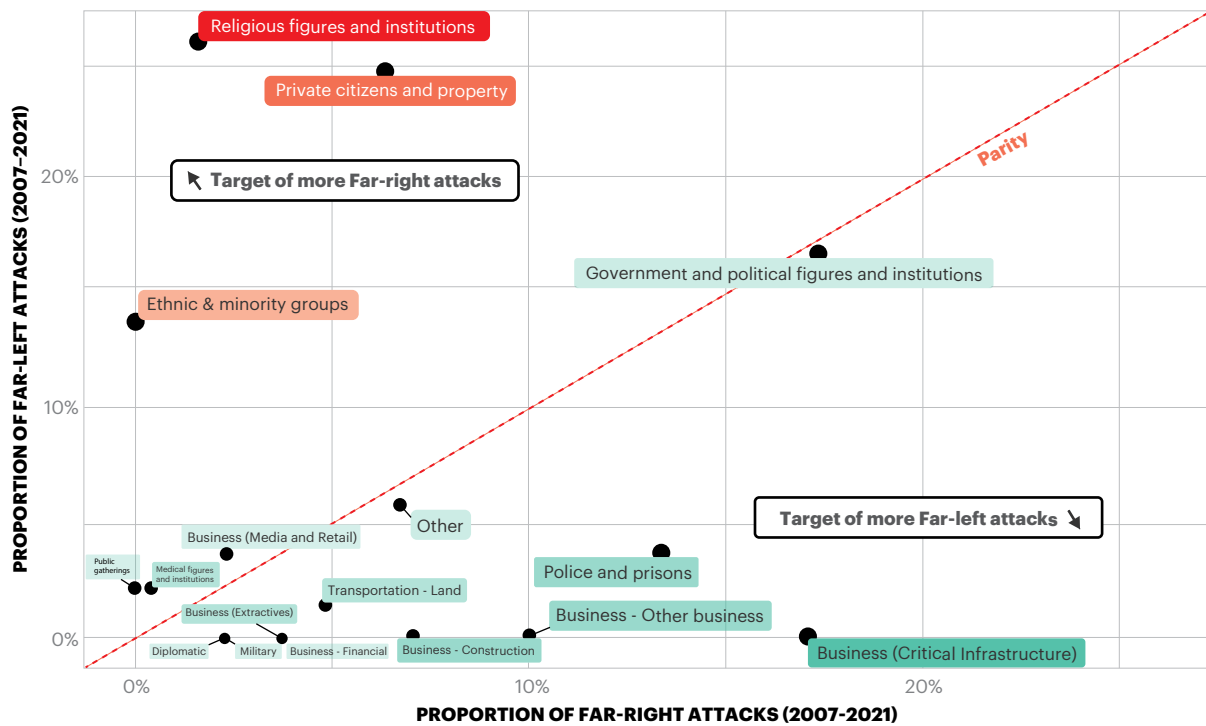 Religious figures and institutions
Private citizens and property
Parity
20%
Target of more Far-right attacks
Government and political figures and institutions
Ethnic & minority groups
10%
Other
Target of more Far-left attacks
Business (Media and Retail)
Public
gatherings
Medical figures
and institutions
Police and prisons
Transportation - Land
Business (Extractives)
Business - Other business
0%
Diplomatic
Military
Business - Financial
Business - Construction
Business (Critical Infrastructure)
0%
10%
20%
PROPORTION OF FAR-LEFT ATTACKS (2007-2021)
PROPORTION OF FAR-RIGHT ATTACKS (2007-2021)